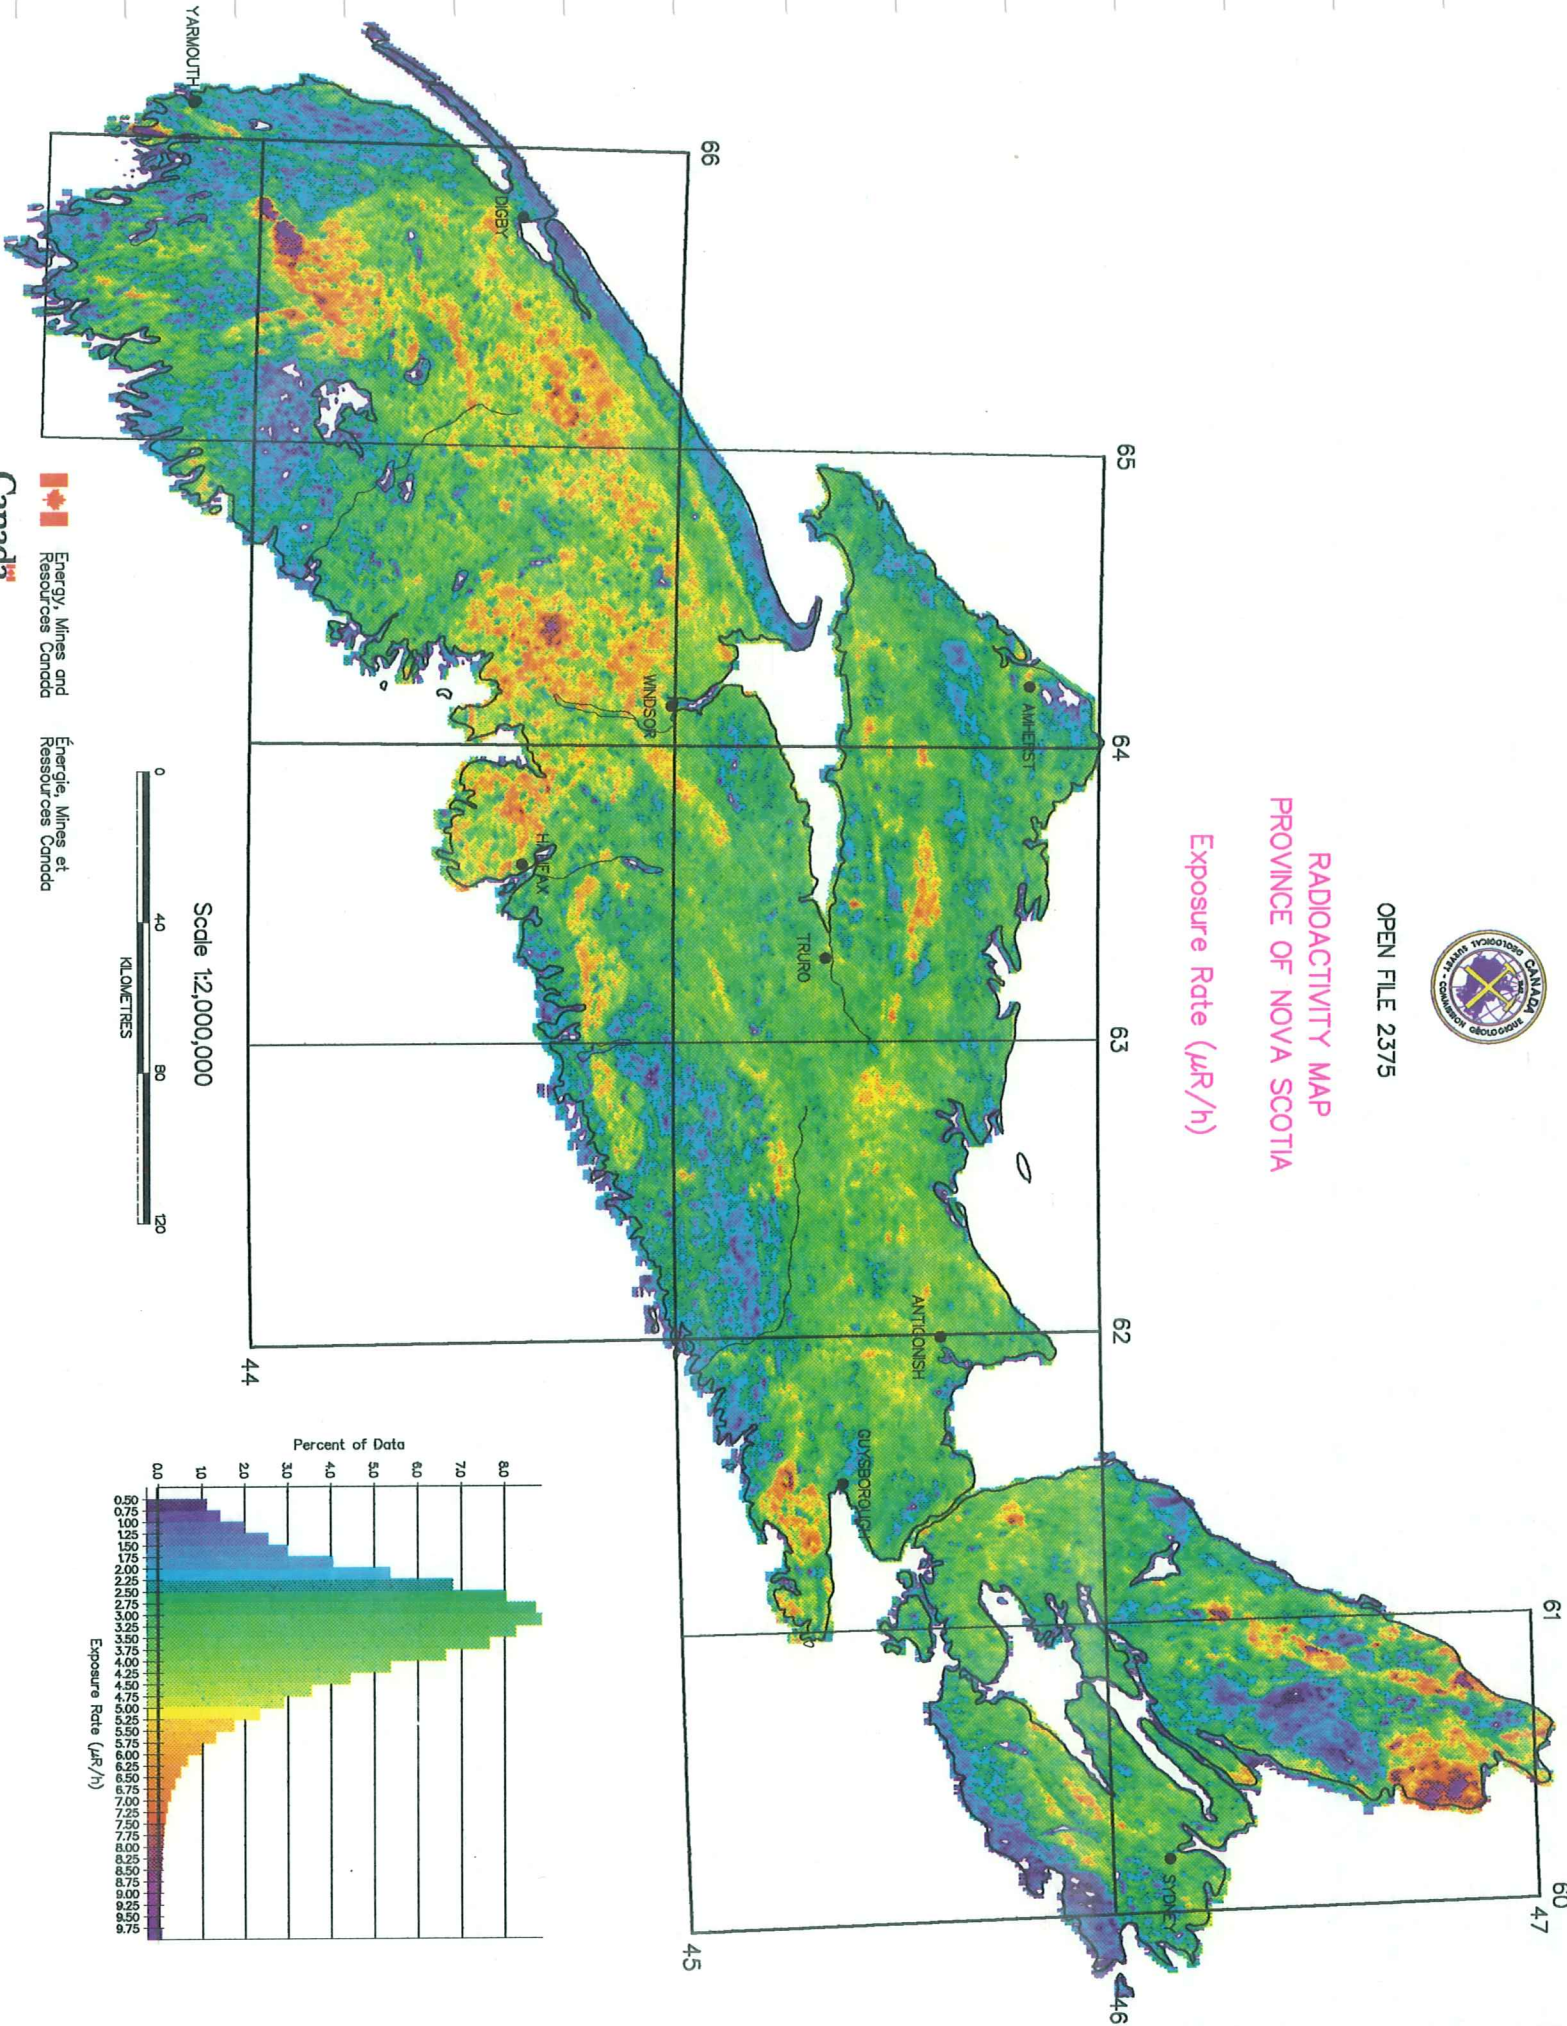 CANADA
GEOLOGICAL SURVEY - COMMISSION GÉOLOGIQUE
1842
OPEN FILE 2375
RADIOACTIVITY MAP
PROVINCE OF NOVA SCOTIA
Exposure Rate (μR/h)
66
65
64
63
62
61
60
47
46
45
44
YARMOUTH
DIGBY
WINDSOR
AMHERST
HALIFAX
TRURO
ANTIGONISH
GUYSBOROUGH
SYDNEY
Scale 1:2,000,000
0 40 80 120
KILOMETRES
Energy, Mines and
Resources Canada
Énergie, Mines et
Ressources Canada
Canada
Percent of Data
8.0
7.0
6.0
5.0
4.0
3.0
2.0
1.0
0.0
0.50
0.75
1.00
1.25
1.50
1.75
2.00
2.25
2.50
2.75
3.00
3.25
3.50
3.75
4.00
4.25
4.50
4.75
5.00
5.25
5.50
5.75
6.00
6.25
6.50
6.75
7.00
7.25
7.50
7.75
8.00
8.25
8.50
8.75
9.00
9.25
9.50
9.75
Exposure Rate (μR/h)